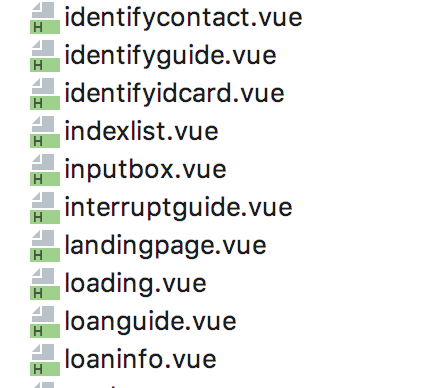 H identifycontact.vue
H identifyguide.vue
H identifyidcard.vue
H indexlist.vue
H inputbox.vue
H interruptguide.vue
H landingpage.vue
H loading.vue
H loanguide.vue
H loaninfo.vue